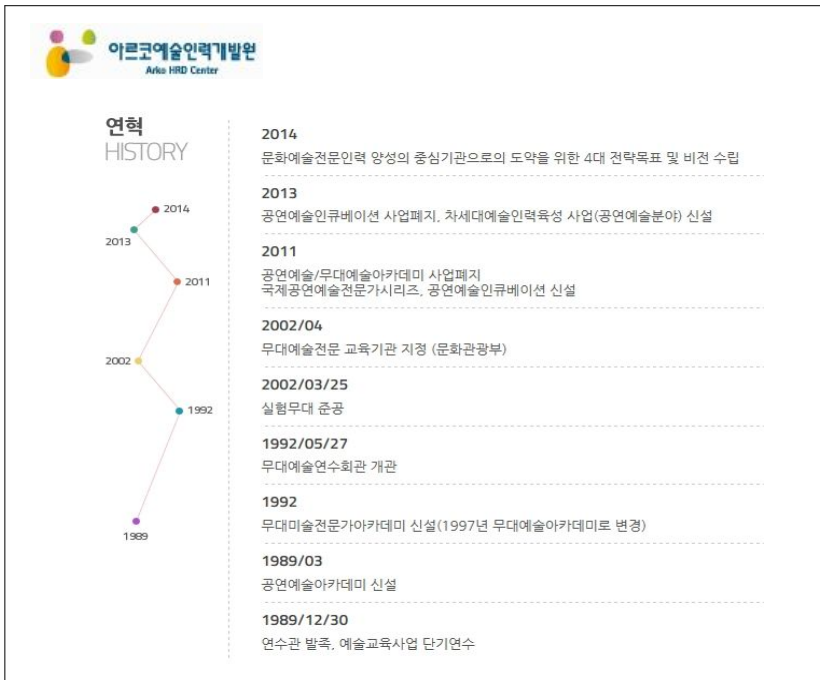 아르코예술인력개발원
Arko HRD Center
연혁
HISTORY
2014
2013
2011
2002
1992
1989
2014
문화예술전문인력 양성의 중심기관으로의 도약을 위한 4대 전략목표 및 비전 수립
2013
공연예술인큐베이션 사업폐지, 차세대예술인력육성 사업(공연예술분야) 신설
2011
공연예술/무대예술아카데미 사업폐지
국제공연예술전문가시리즈, 공연예술인큐베이션 신설
2002/04
무대예술전문 교육기관 지정 (문화관광부)
2002/03/25
실험무대 준공
1992/05/27
무대예술연수회관 개관
1992
무대미술전문가아카데미 신설(1997년 무대예술아카데미로 변경)
1989/03
공연예술아카데미 신설
1989/12/30
연수관 발족, 예술교육사업 단기연수